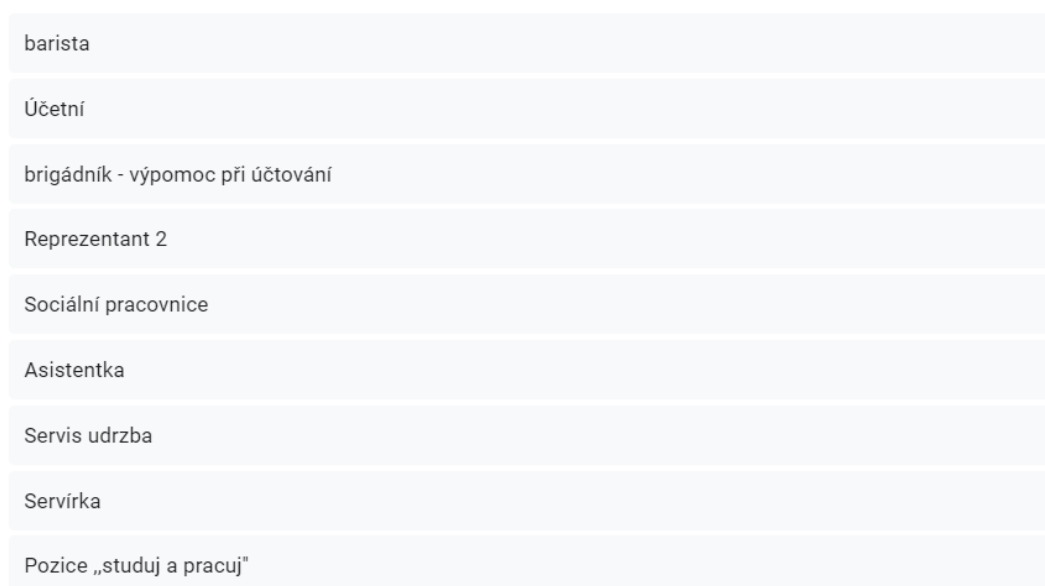 barista
Účetní
brigádník - výpomoc při účtování
Reprezentant 2
Sociální pracovnice
Asistentka
Servis udrzba
Servírka
Pozice ,,studuj a pracuj"